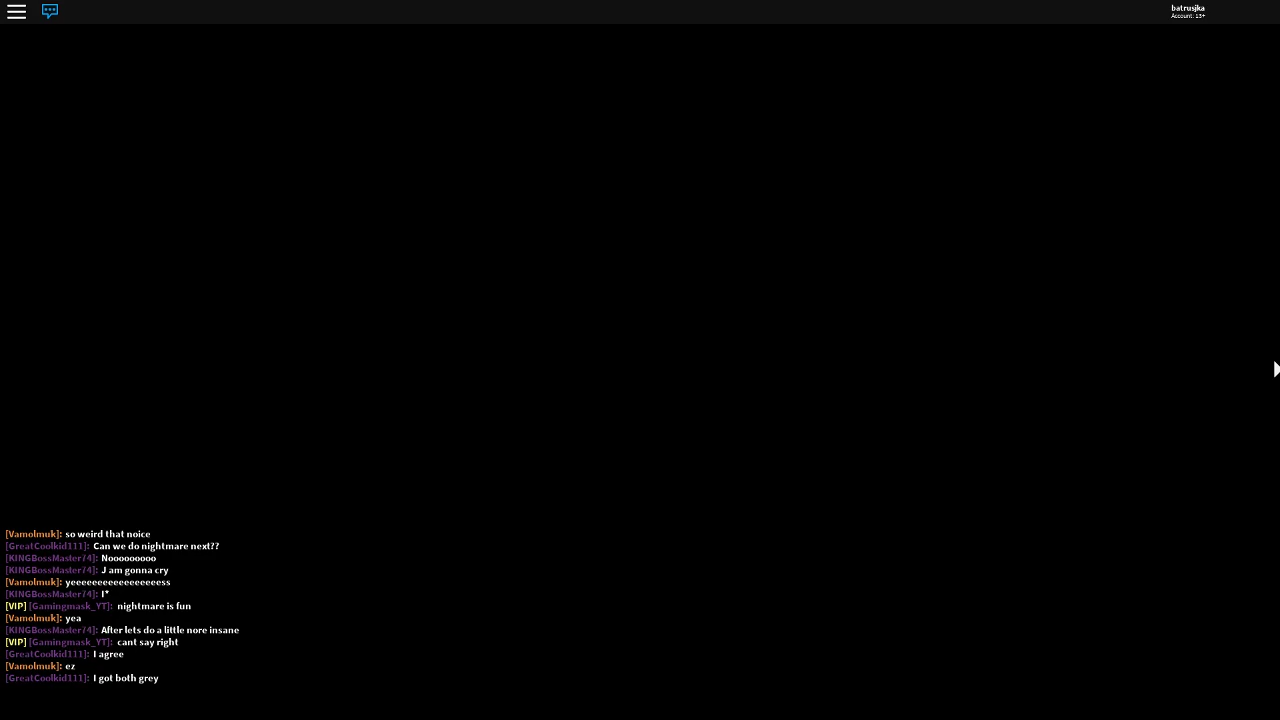 batrusjka
Account: 13+
[Vamolmuk]: so weird that noice
[GreatCoolkid111]: Can we do nightmare next??
[KINGBossMaster74]: Nooooooooo
[KINGBossMaster74]: J am gonna cry
[Vamolmuk]: yeeeeeeeeeeeeeeeeess
[KINGBossMaster74]: I*
[VIP] [Gamingmask_YT]: nightmare is fun
[Vamolmuk]: yea
[KINGBossMaster74]: After lets do a little nore insane
[VIP] [Gamingmask_YT]: cant say right
[GreatCoolkid111]: I agree
[Vamolmuk]: ez
[GreatCoolkid111]: I got both grey